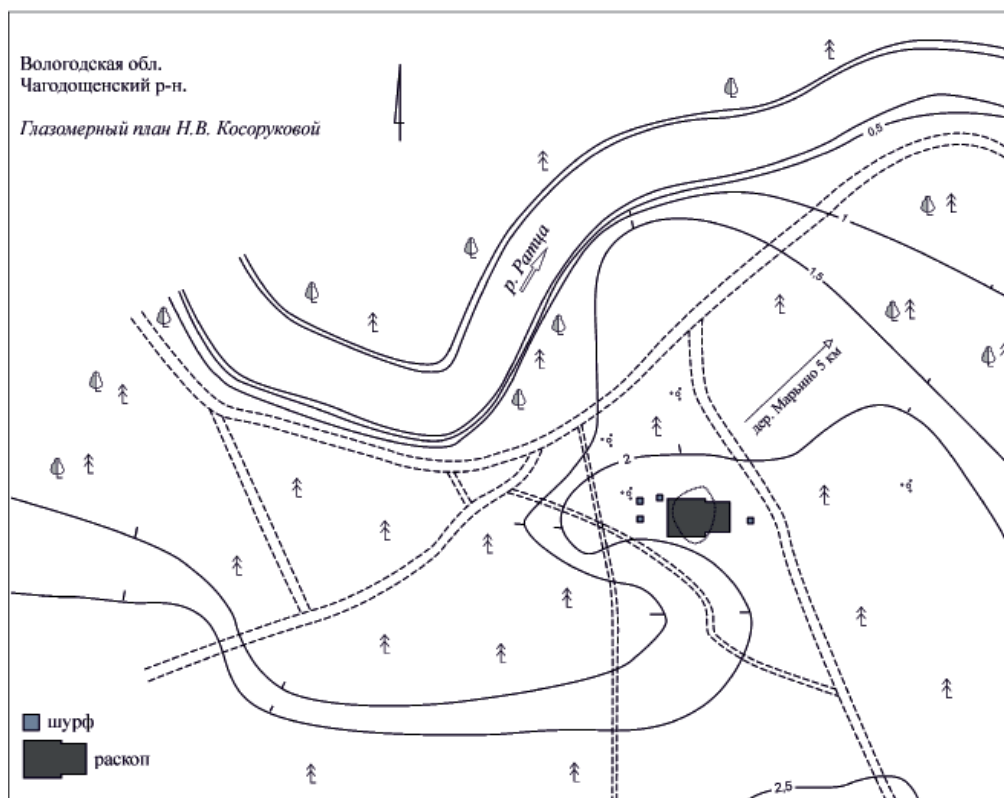 Вологодская обл.
Чагодощенский р-н.
Глазомерный план Н.В. Косоруковой
0,5
1
р. Ратца
1,5
дер. Марьино 5 км
2
шурф
раскоп
2,5